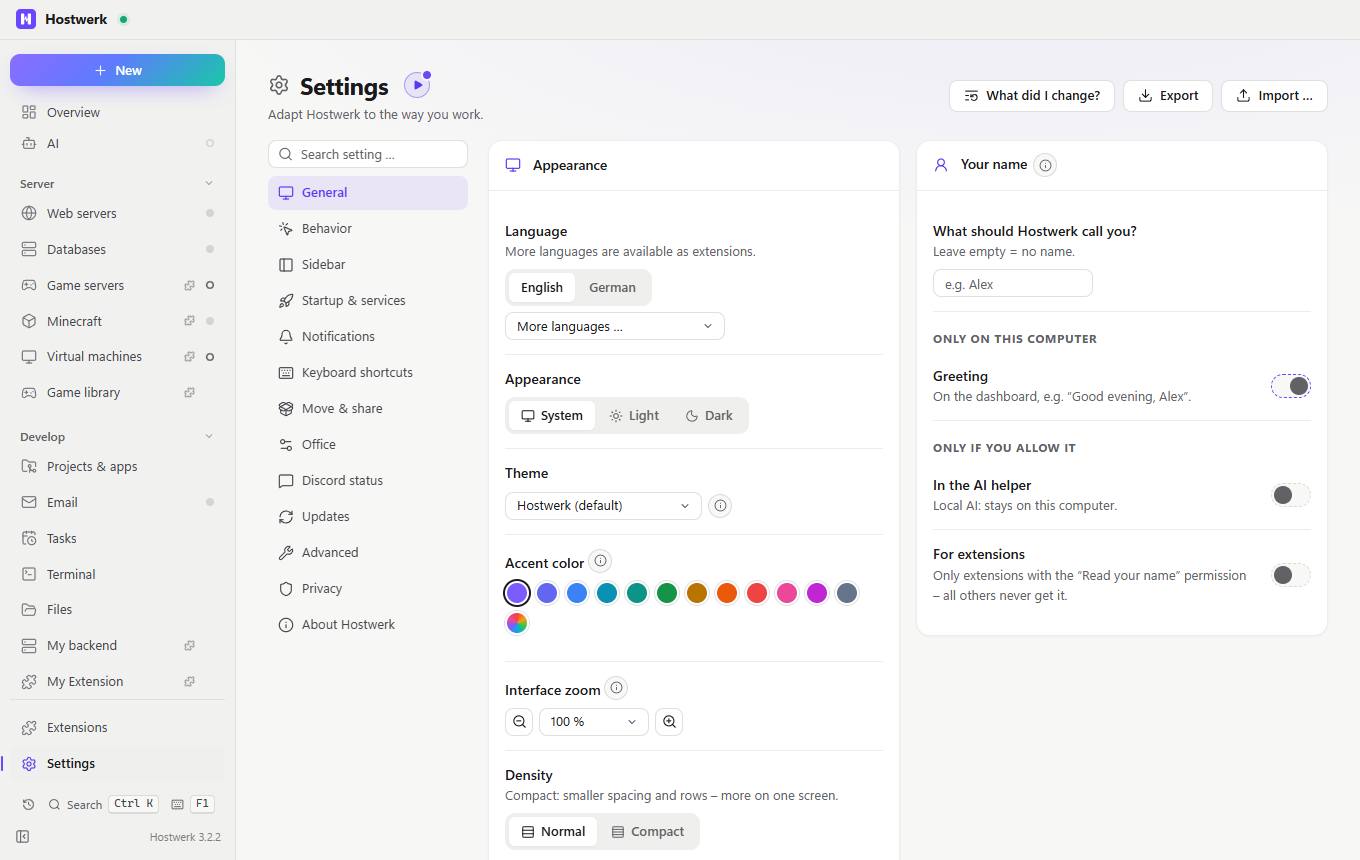 Hostwerk
New
Overview
AI
Server
Web servers
Databases
Game servers
Minecraft
Virtual machines
Game library
Develop
Projects & apps
Email
Tasks
Terminal
Files
My backend
My Extension
Extensions
Settings
Search Ctrl K F1
Hostwerk 3.2.2
Settings
Adapt Hostwerk to the way you work.
What did I change?
Export
Import ...
Search setting ...
General
Behavior
Sidebar
Startup & services
Notifications
Keyboard shortcuts
Move & share
Office
Discord status
Updates
Advanced
Privacy
About Hostwerk
Appearance
Language
More languages are available as extensions.
English German
More languages ...
Appearance
System Light Dark
Theme
Hostwerk (default)
Accent color
Interface zoom
100 %
Density
Compact: smaller spacing and rows – more on one screen.
Normal Compact
Your name
What should Hostwerk call you?
Leave empty = no name.
e.g. Alex
ONLY ON THIS COMPUTER
Greeting
On the dashboard, e.g. “Good evening, Alex”.
ONLY IF YOU ALLOW IT
In the AI helper
Local AI: stays on this computer.
For extensions
Only extensions with the “Read your name” permission
– all others never get it.